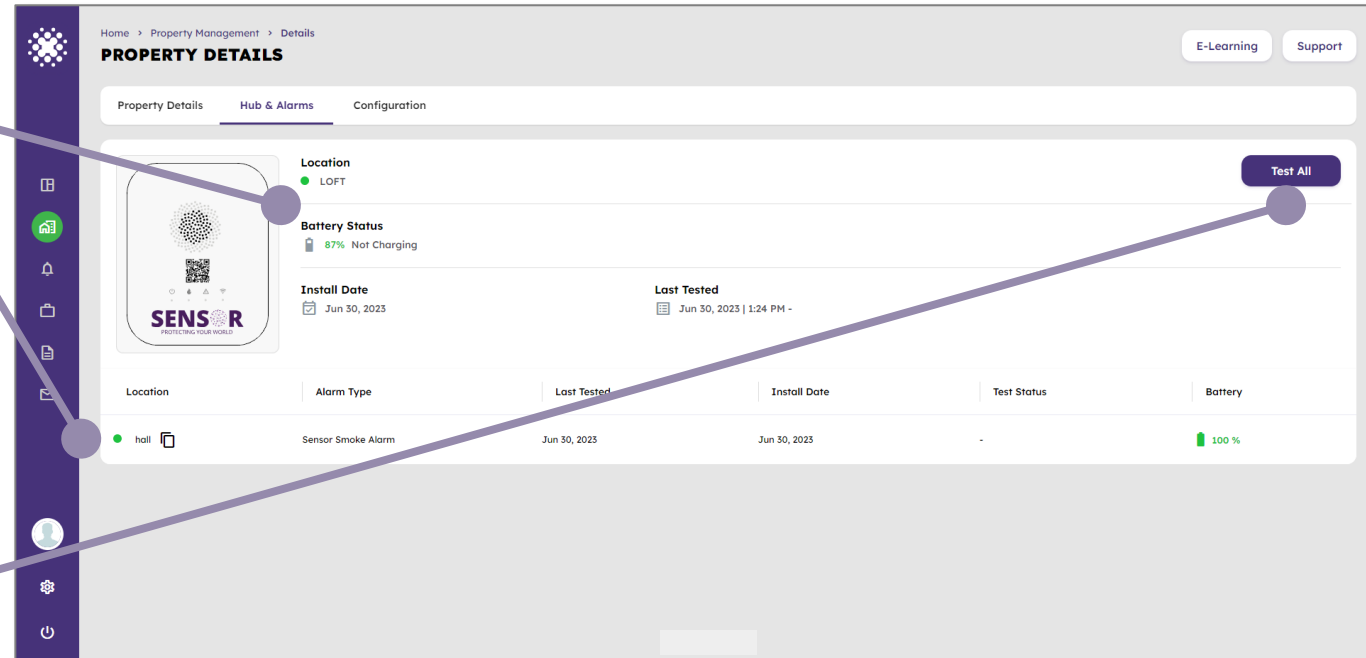 Home > Property Management > Details
PROPERTY DETAILS
E-Learning
Support
Property Details
Hub & Alarms
Configuration
Location
LOFT
Test All
Battery Status
87% Not Charging
Install Date
Jun 30, 2023
Last Tested
Jun 30, 2023 | 1:24 PM -
SENSOR
PROTECTING YOUR WORLD
Location
Alarm Type
Last Tested
Install Date
Test Status
Battery
hall
Sensor Smoke Alarm
Jun 30, 2023
Jun 30, 2023
-
100 %